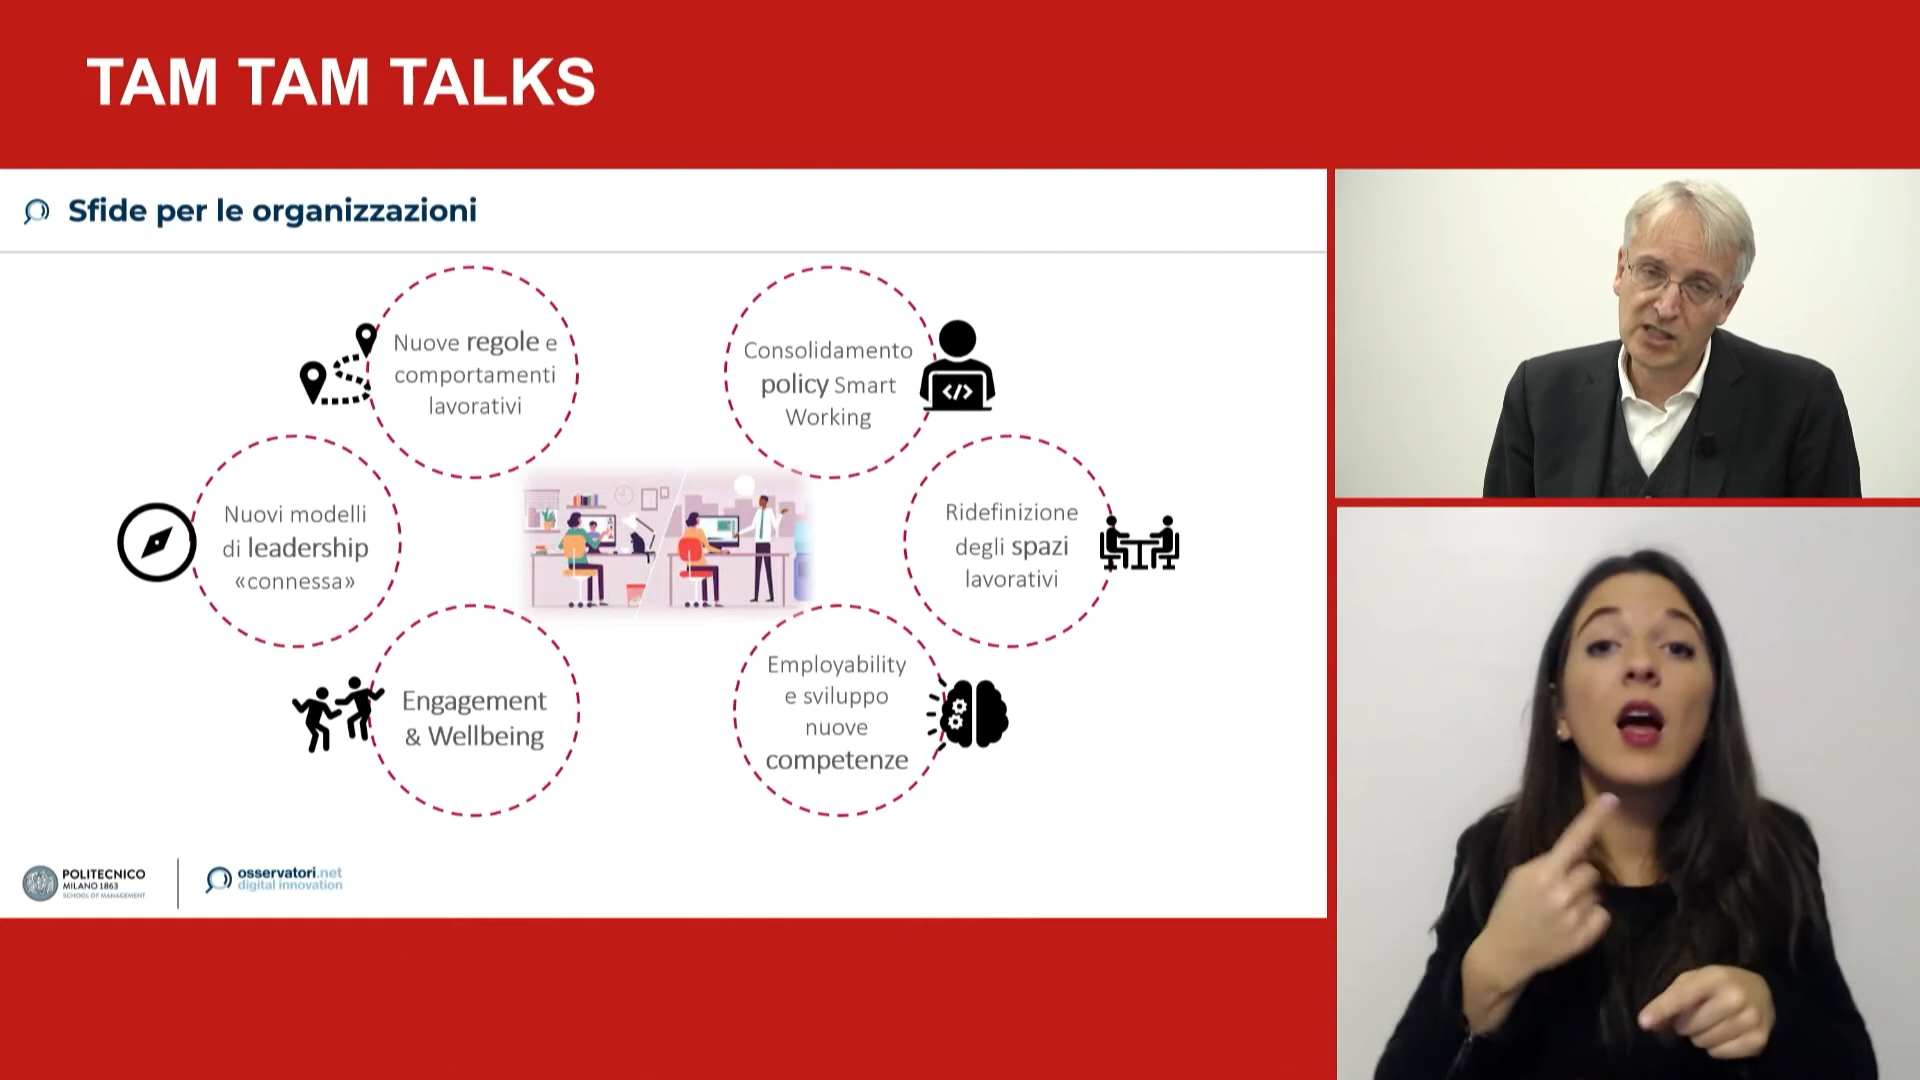 TAM TAM TALKS
Sfide per le organizzazioni
Nuove regole e
comportamenti
lavorativi
Consolidamento
policy Smart
Working
</>
Nuovi modelli
di leadership
«connessa»
Ridefinizione
degli spazi
lavorativi
Engagement
& Wellbeing
Employability
e sviluppo
nuove
competenze
POLITECNICO
MILANO 1863
SCHOOL OF MANAGEMENT
osservatori.net
digital innovation